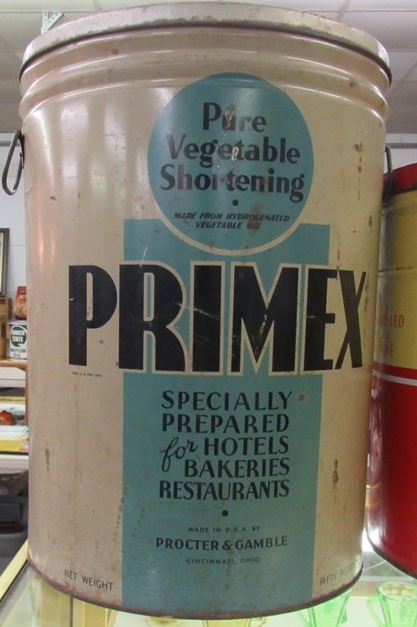 Pure
Vegetable
Shortening
MADE FROM HYDROGENATED
VEGETABLE OIL
PRIMEX
SPECIALLY
PREPARED
for HOTELS
BAKERIES
RESTAURANTS
MADE IN U.S.A. BY
PROCTER & GAMBLE
CINCINNATI, OHIO
NET WEIGHT